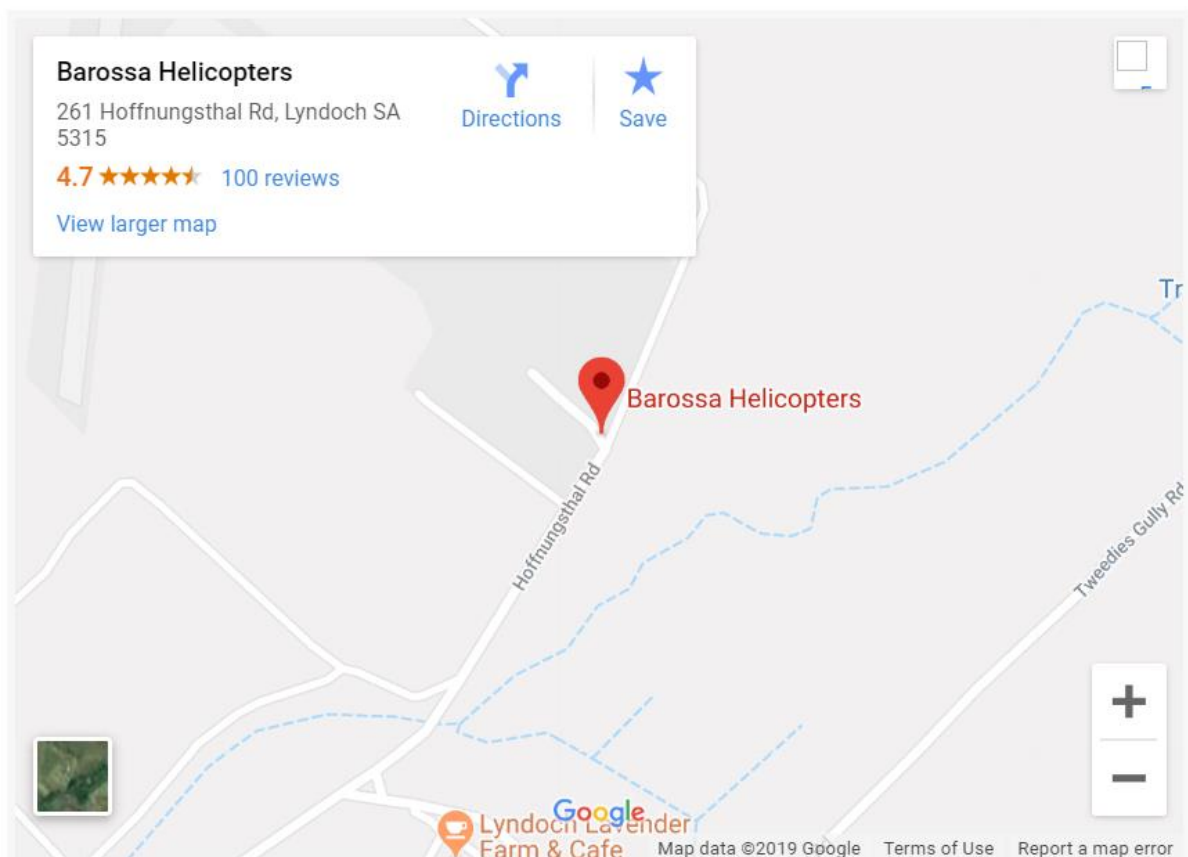 Barossa Helicopters
261 Hoffnungsthal Rd, Lyndoch SA
5315
4.7
100 reviews
View larger map
Directions
Save
Tr
Barossa Helicopters
Hoffnungsthal Rd
Tweedies Gully Rd
Google
Lyndoch Lavender
Farm & Cafe
Map data ©2019 Google
Terms of Use
Report a map error